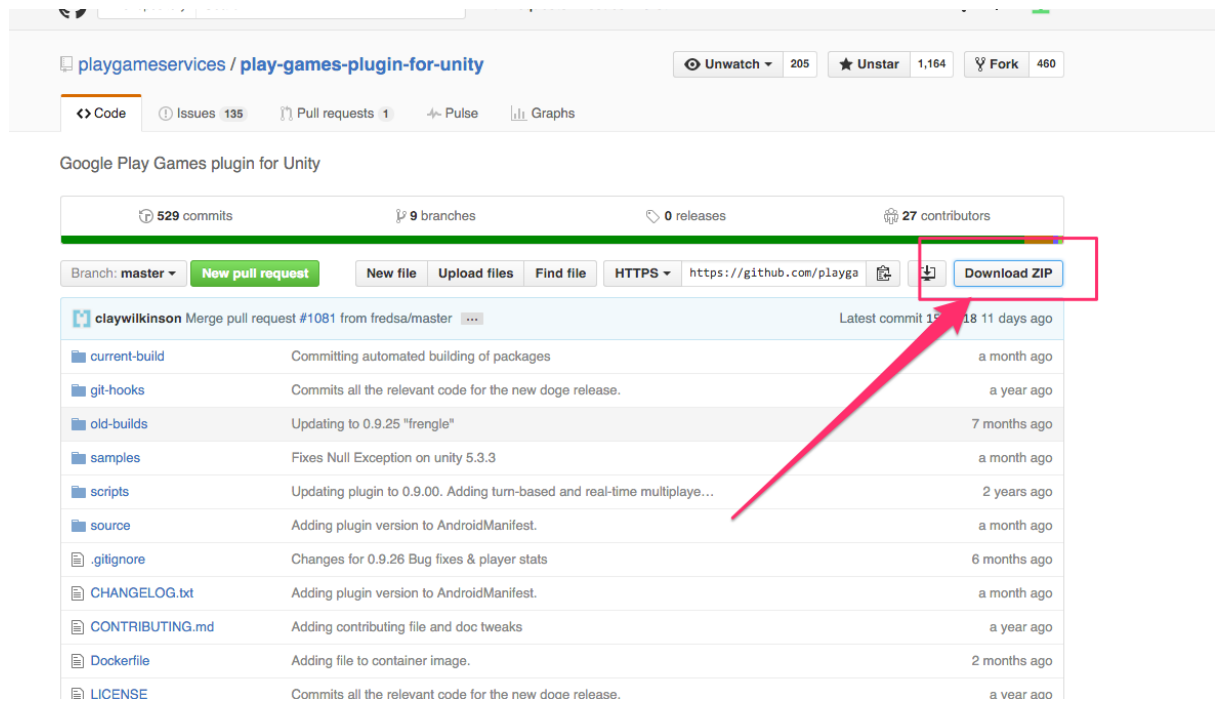 playgameservices / play-games-plugin-for-unity Unwatch 205 Unstar 1,164 Fork 460
Code Issues 135 Pull requests 1 Pulse Graphs
Google Play Games plugin for Unity
529 commits 9 branches 0 releases 27 contributors
Branch: master New pull request New file Upload files Find file HTTPS https://github.com/playga Download ZIP
claywilkinson Merge pull request #1081 from fredsa/master ... Latest commit 18 11 days ago
current-build Committing automated building of packages a month ago
git-hooks Commits all the relevant code for the new doge release. a year ago
old-builds Updating to 0.9.25 "frengle" 7 months ago
samples Fixes Null Exception on unity 5.3.3 a month ago
scripts Updating plugin to 0.9.00. Adding turn-based and real-time multiplaye… 2 years ago
source Adding plugin version to AndroidManifest. a month ago
.gitignore Changes for 0.9.26 Bug fixes & player stats 6 months ago
CHANGELOG.txt Adding plugin version to AndroidManifest. a month ago
CONTRIBUTING.md Adding contributing file and doc tweaks a year ago
Dockerfile Adding file to container image. 2 months ago
LICENSE Commits all the relevant code for the new doge release. a year ago